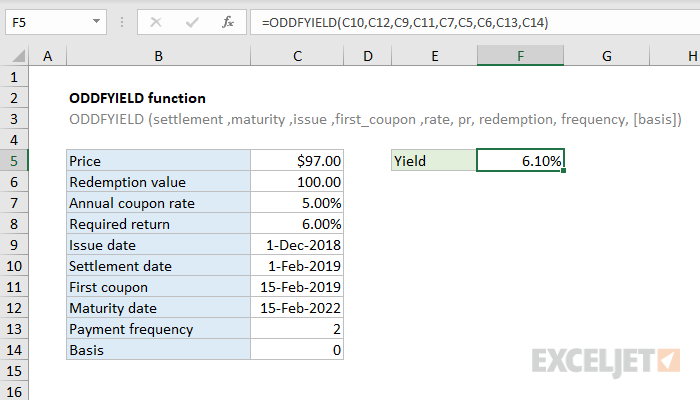 F5 fx =ODDFYIELD(C10,C12,C9,C11,C7,C5,C6,C13,C14)
A B C D E F G H
1
2 ODDFYIELD function
3 ODDFYIELD (settlement ,maturity ,issue ,first_coupon ,rate, pr, redemption, frequency, [basis])
4
5 Price $97.00 Yield 6.10%
6 Redemption value 100.00
7 Annual coupon rate 5.00%
8 Required return 6.00%
9 Issue date 1-Dec-2018
10 Settlement date 1-Feb-2019
11 First coupon 15-Feb-2019
12 Maturity date 15-Feb-2022
13 Payment frequency 2
14 Basis 0
15
16
EXCELJET